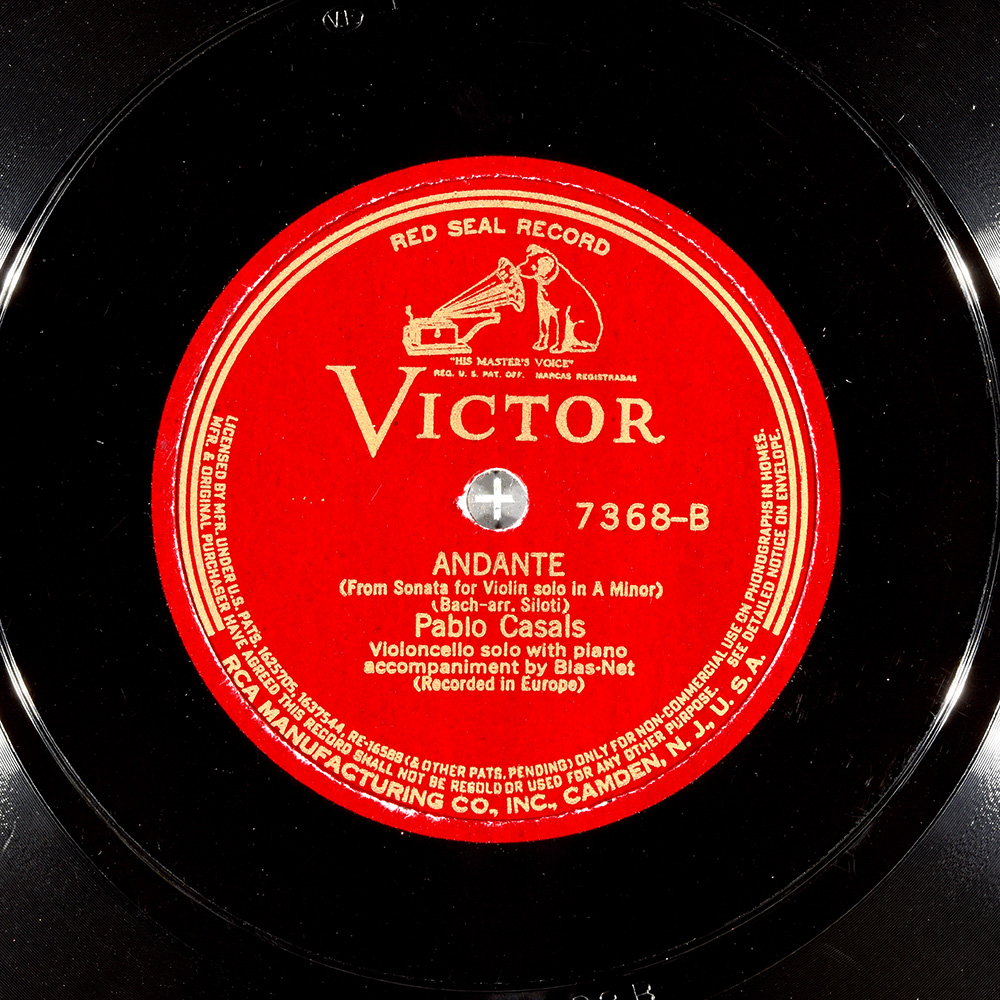 RED SEAL RECORD
"HIS MASTER'S VOICE"
REG. U. S. PAT. OFF. MARCAS REGISTRADAS
VICTOR
7368-B
ANDANTE
(From Sonata for Violin solo in A Minor)
(Bach-arr. Siloti)
Pablo Casals
Violoncello solo with piano
accompaniment by Blas-Net
(Recorded in Europe)
LICENSED BY MFR. UNDER U.S. PATS. 1625705, 1637544, RE-16588 (& OTHER PATS. PENDING) ONLY FOR NON-COMMERCIAL USE ON PHONOGRAPHS IN HOMES.
MFR. & ORIGINAL PURCHASER HAVE AGREED THIS RECORD SHALL NOT BE RESOLD OR USED FOR ANY OTHER PURPOSE. SEE DETAILED NOTICE ON ENVELOPE.
RCA MANUFACTURING CO., INC., CAMDEN, N. J., U. S. A.